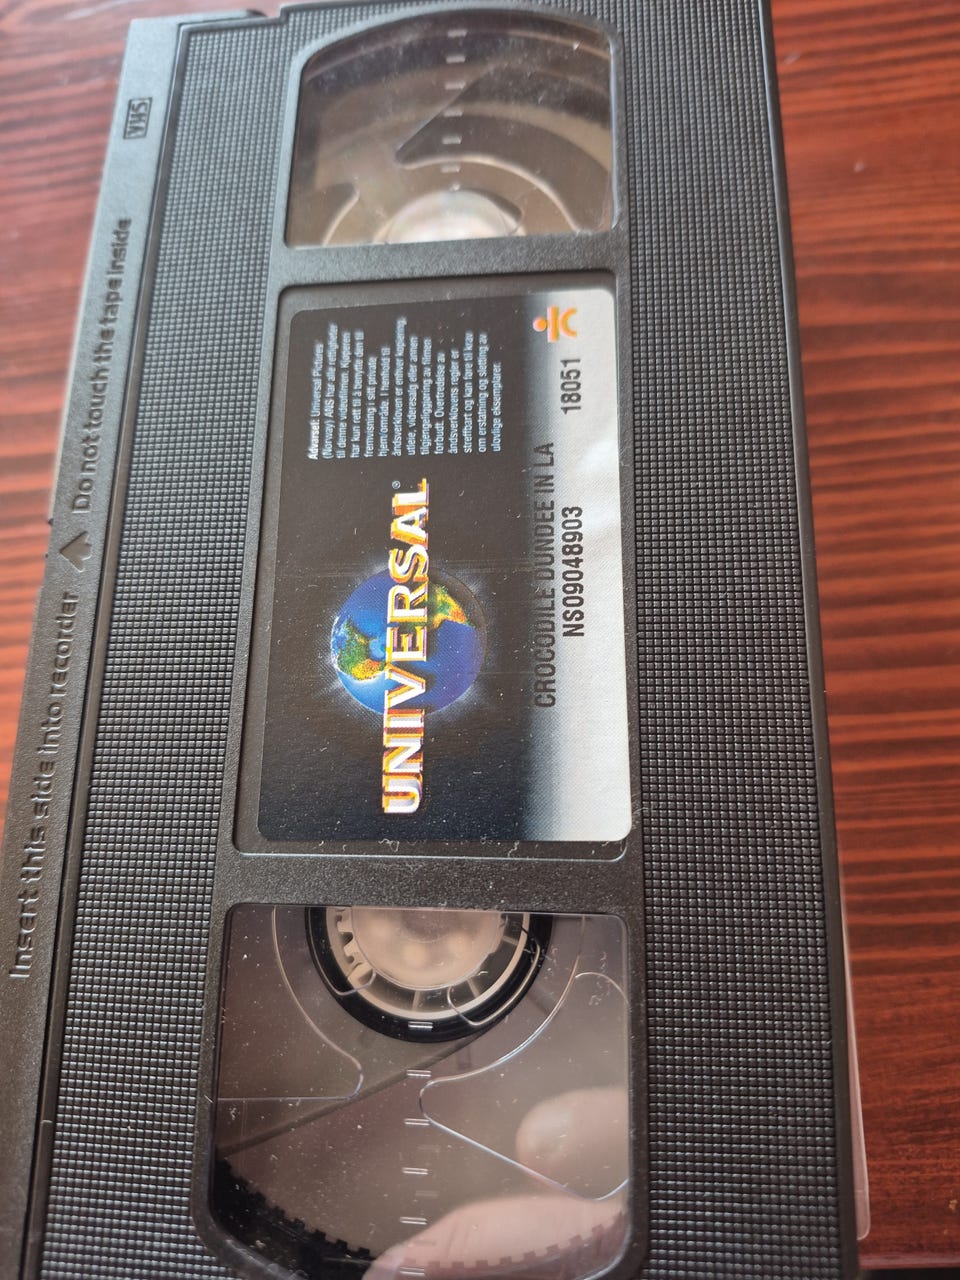 VHS
Insert this side into recorder
Do not touch the tape inside
UNIVERSAL®
Advarsel: Universal Pictures
(Norway) ANS har alle rettigheter
til denne videofilmen. Kjøperen
har kun rett til å benytte den til
fremvisning i sitt private
hjem/område. I henhold til
åndsverkloven er enhver kopiering,
utleie, videresalg eller annen
tilgjengeliggjøring av filmen
forbudt. Overtredelse av
åndsverklovens regler er
straffbart og kan føre til krav
om erstatning og sletting av
ulovlige eksemplarer.
CROCODILE DUNDEE IN LA
NS09048903 18051